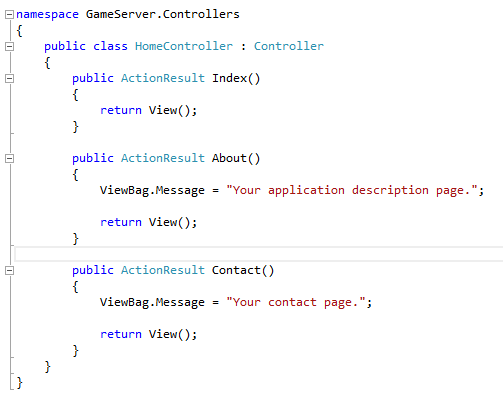 namespace GameServer.Controllers
{
    public class HomeController : Controller
    {
        public ActionResult Index()
        {
            return View();
        }

        public ActionResult About()
        {
            ViewBag.Message = "Your application description page.";

            return View();
        }

        public ActionResult Contact()
        {
            ViewBag.Message = "Your contact page.";

            return View();
        }
    }
}